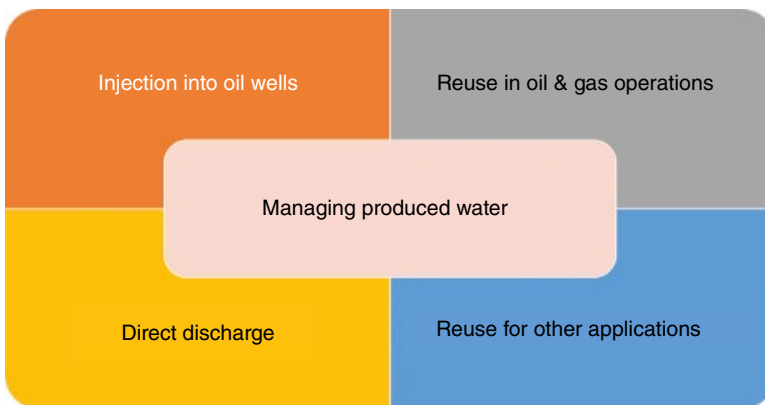 Injection into oil wells
Reuse in oil & gas operations
Managing produced water
Direct discharge
Reuse for other applications